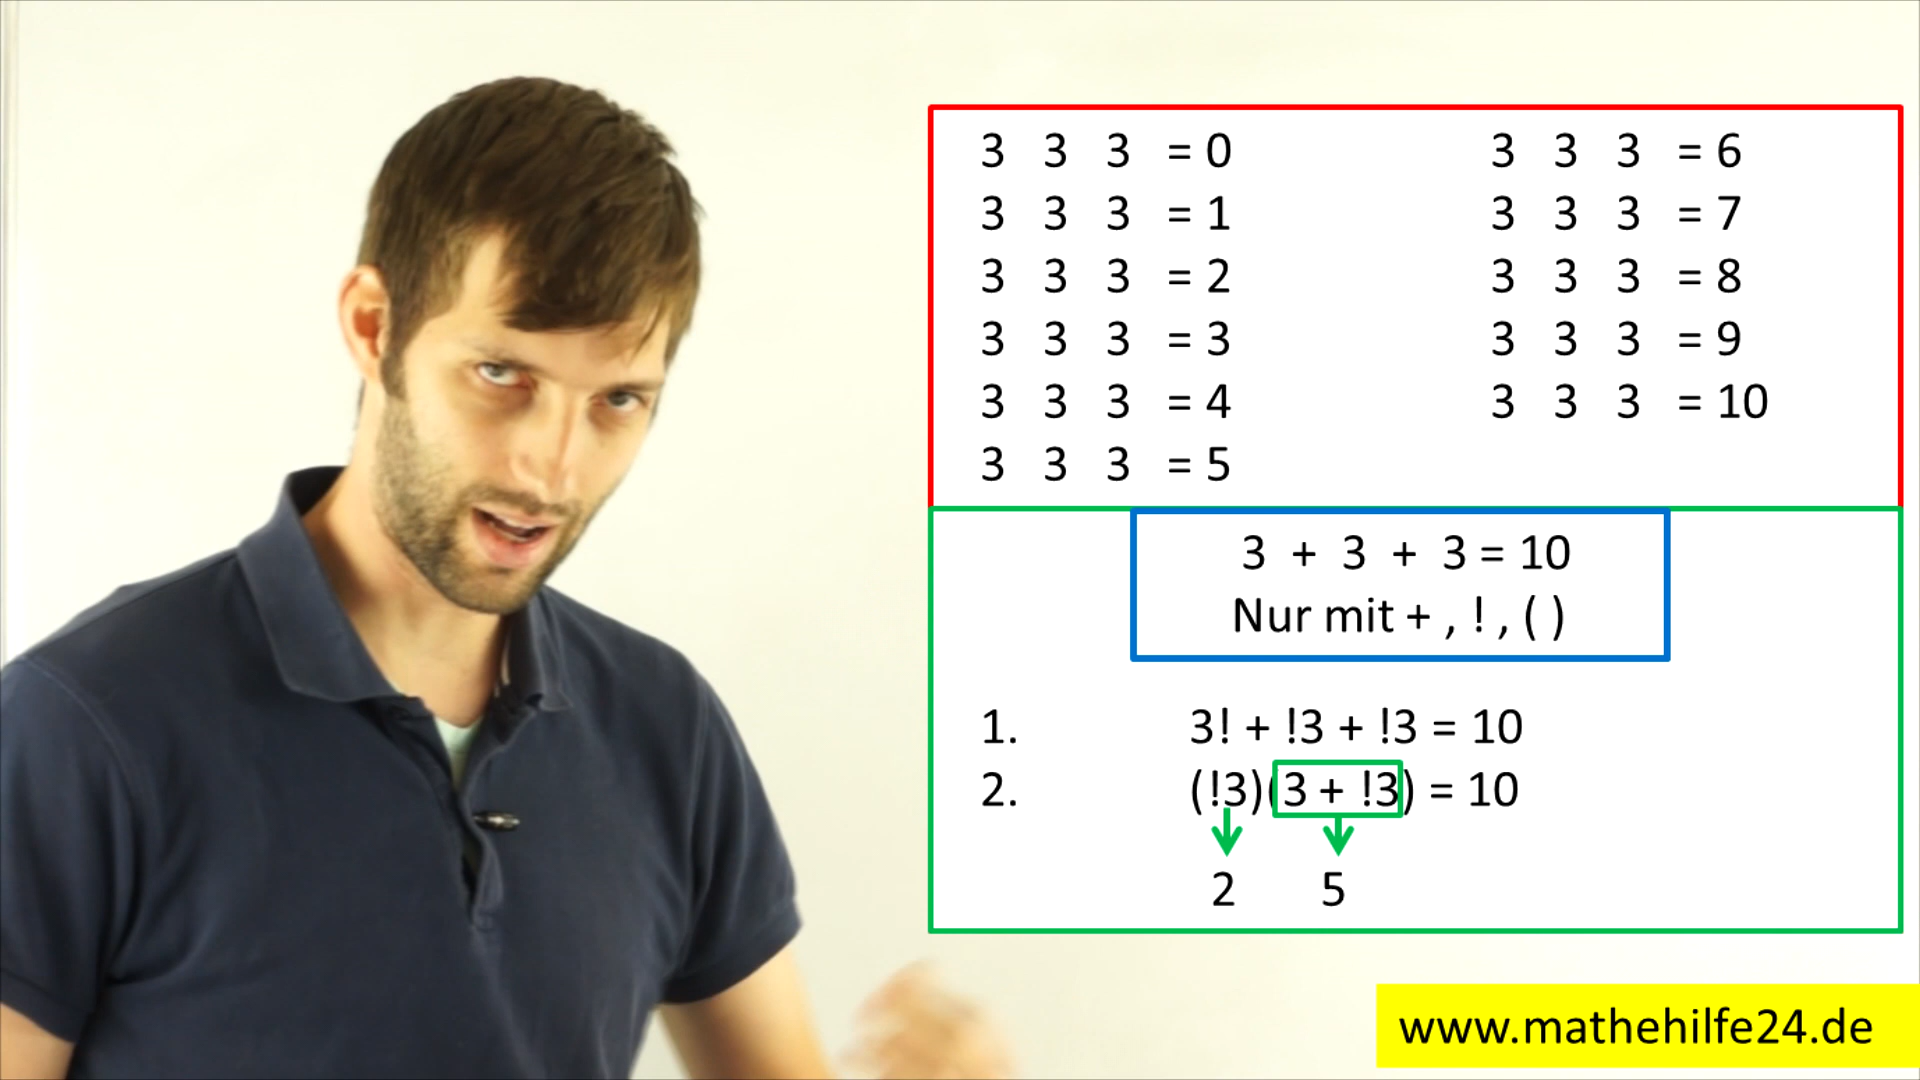 3 3 3 = 0
3 3 3 = 1
3 3 3 = 2
3 3 3 = 3
3 3 3 = 4
3 3 3 = 5
3 3 3 = 6
3 3 3 = 7
3 3 3 = 8
3 3 3 = 9
3 3 3 = 10
3 + 3 + 3 = 10
Nur mit + , ! , ( )
1. 3! + !3 + !3 = 10
2. (!3)(3 + !3) = 10
2 5
www.mathehilfe24.de